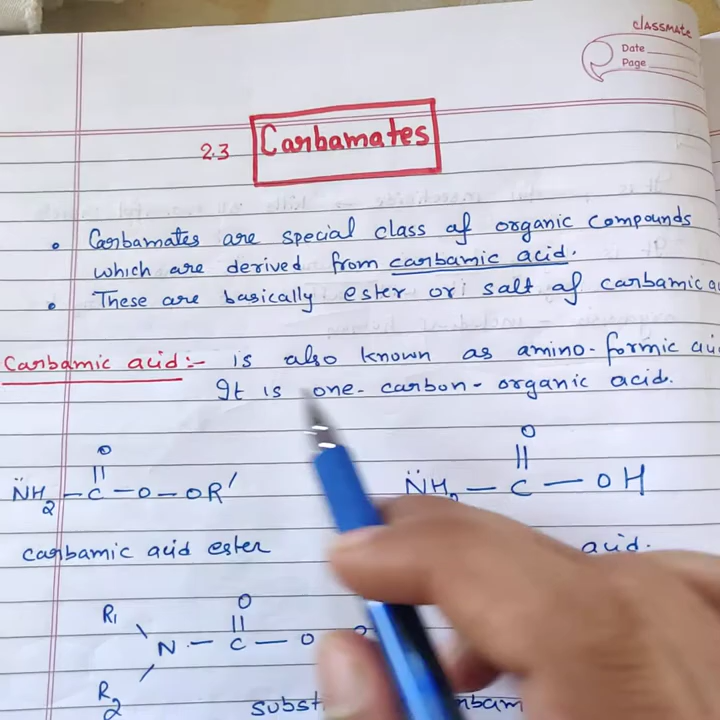 classmate
Date
Page
2.3 Carbamates
• Carbamates are special class of organic compounds
which are derived from carbamic acid.
• These are basically ester or salt of carbamic
Carbamic acid:- is also known as amino-formic
It is one-carbon-organic acid.
O O
|| ||
N̈H2 — C — O — OR' N̈H2 — C — OH
carbamic acid ester acid.
R1 O
\ ||
N — C — O
/
R2